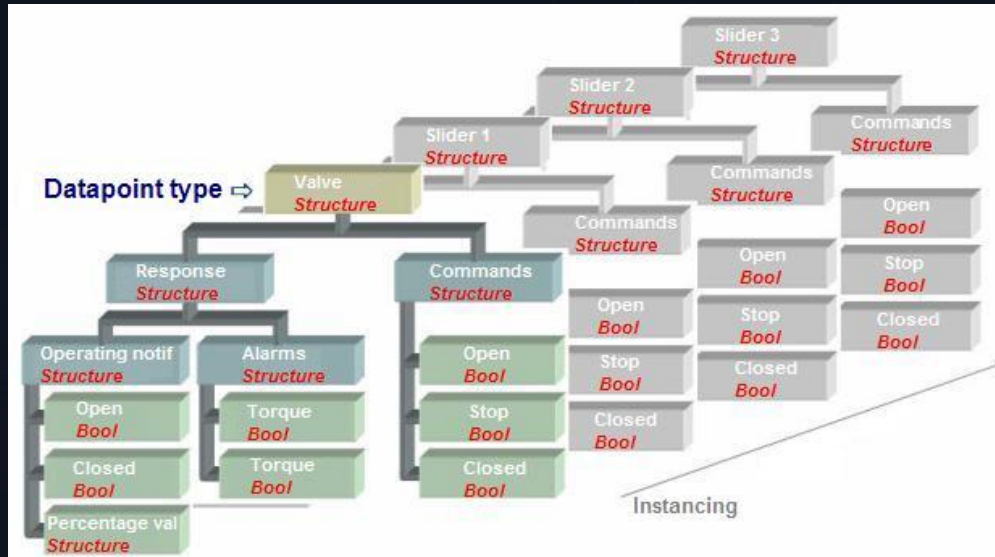 Slider 3
Structure
Slider 2
Structure
Commands
Structure
Slider 1
Structure
Commands
Structure
Datapoint type ⇨
Valve
Structure
Commands
Structure
Open
Bool
Open
Bool
Stop
Bool
Response
Structure
Commands
Structure
Open
Bool
Stop
Bool
Closed
Bool
Operating notif
Structure
Alarms
Structure
Open
Bool
Stop
Bool
Closed
Bool
Open
Bool
Torque
Bool
Stop
Bool
Closed
Bool
Closed
Bool
Torque
Bool
Closed
Bool
Percentage val
Structure
Instancing